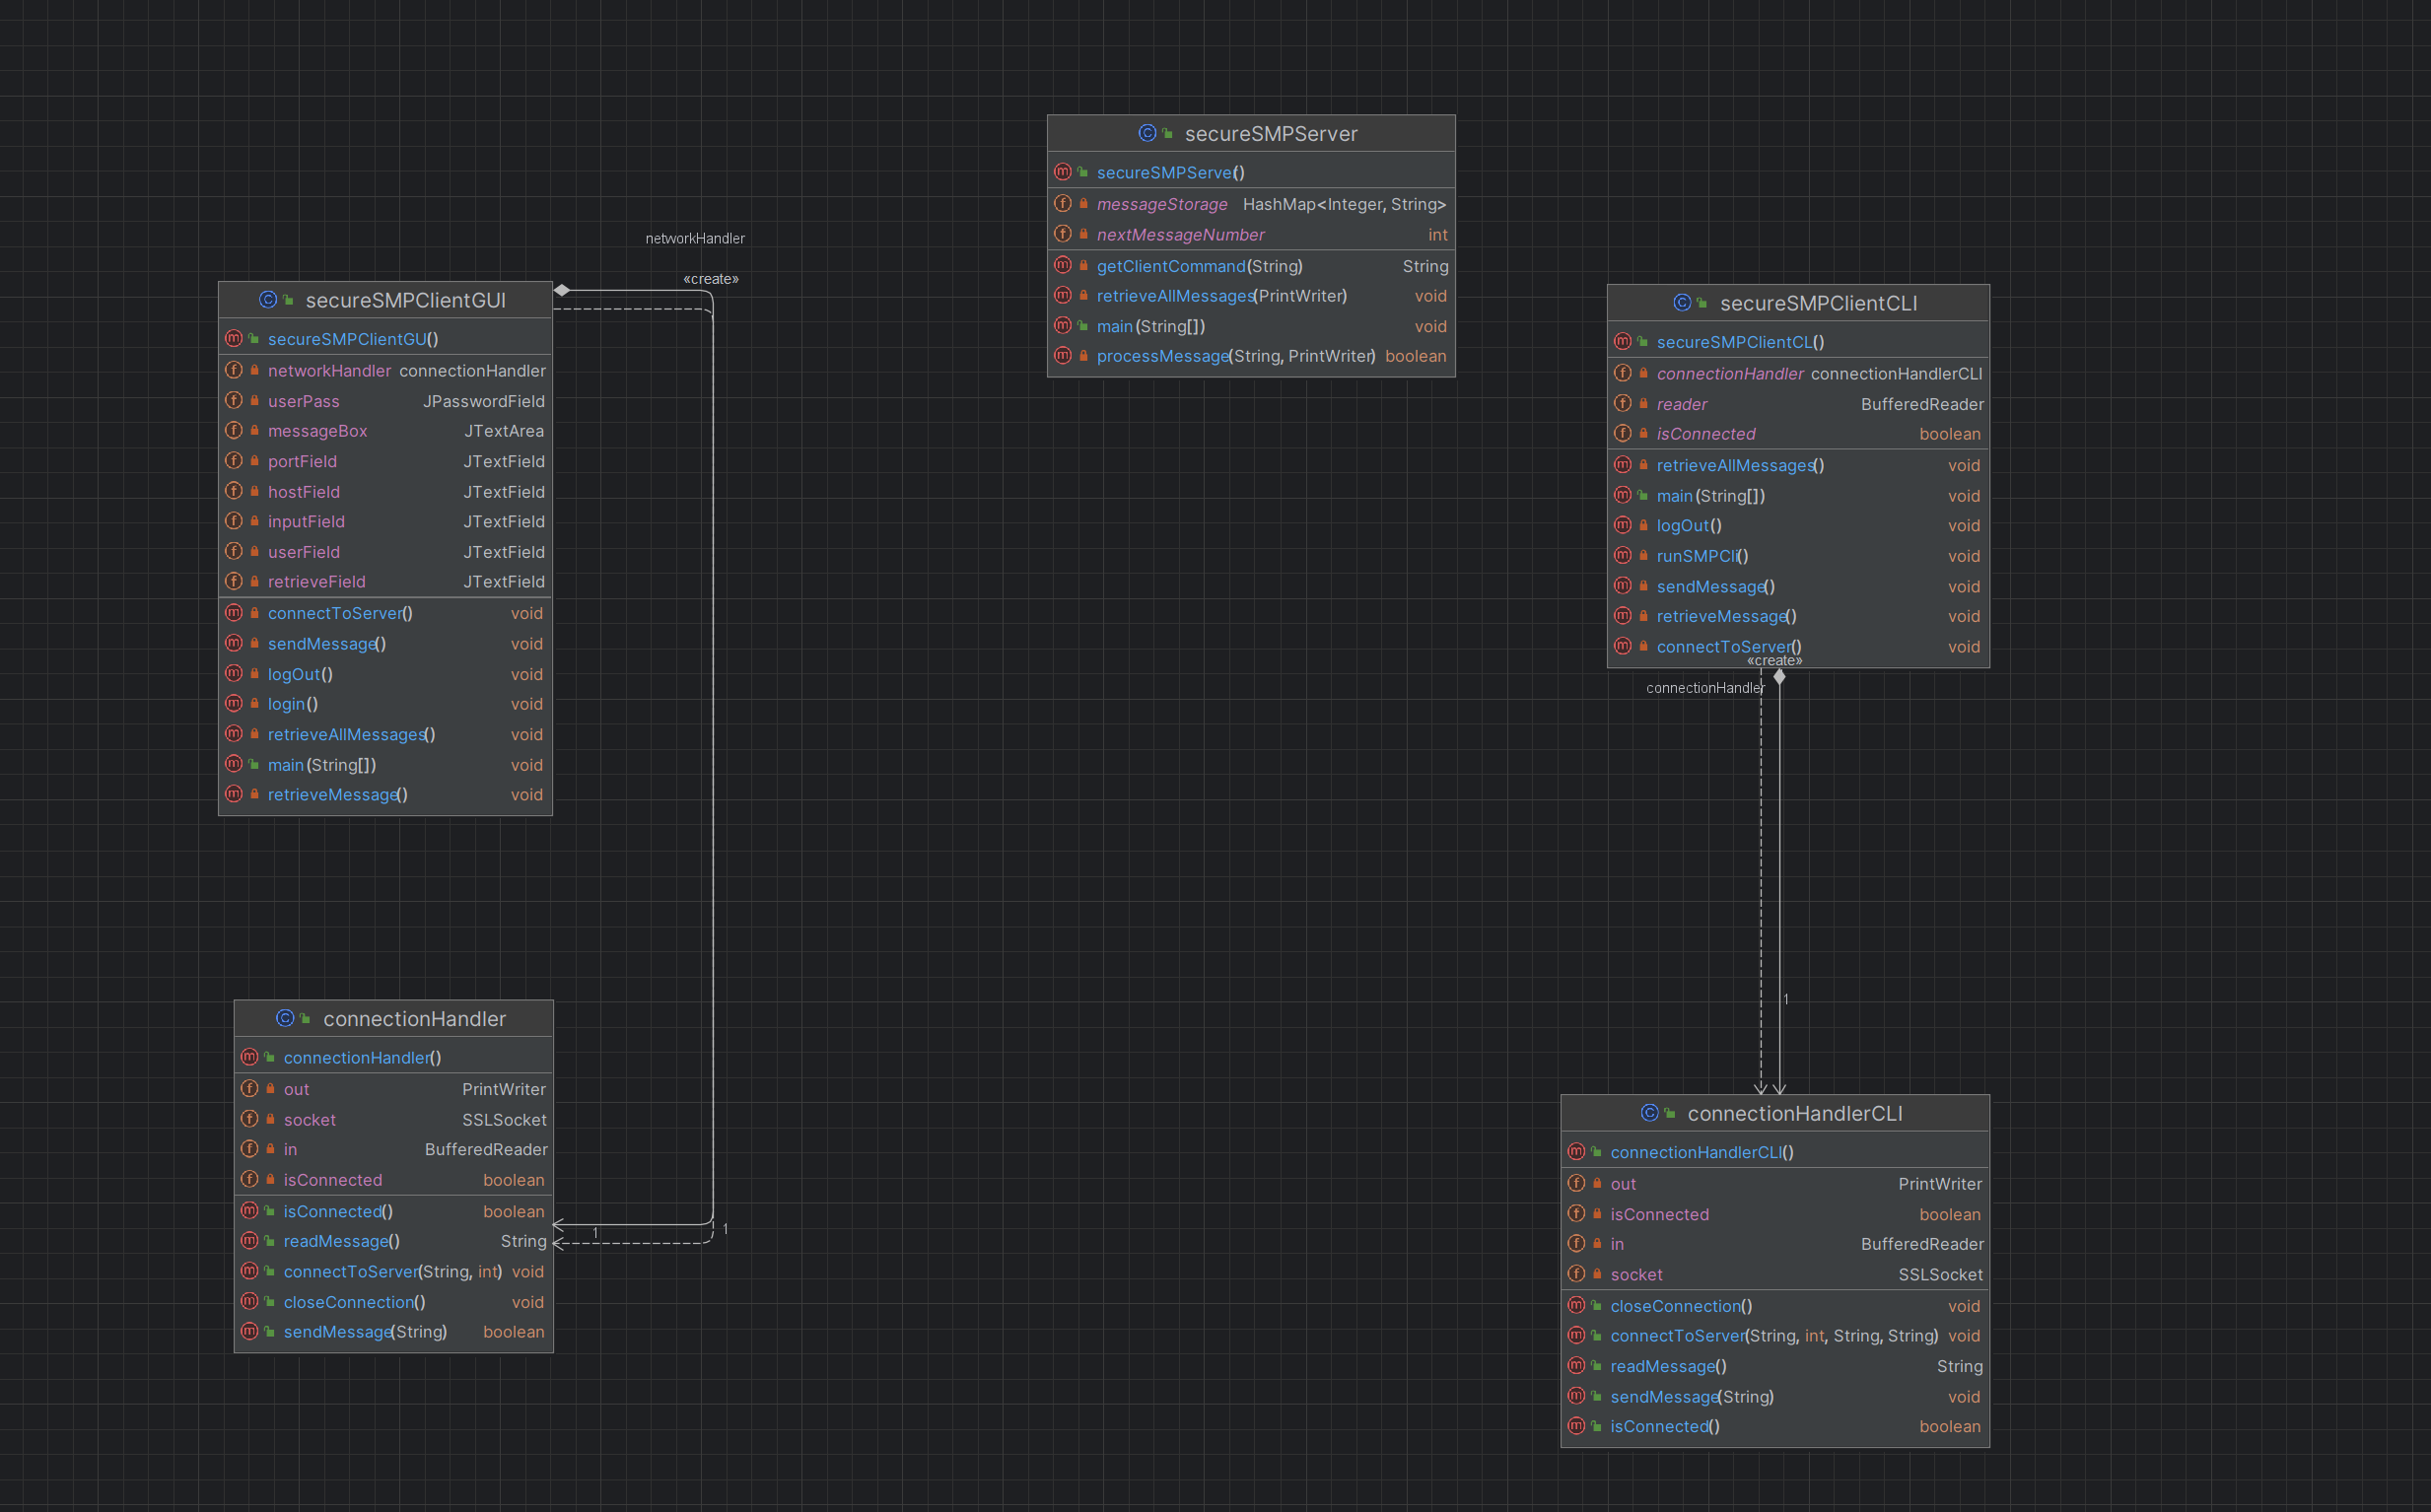 secureSMPServer
secureSMPServe()
messageStorage HashMap<Integer, String>
nextMessageNumber int
getClientCommand(String) String
retrieveAllMessages(PrintWriter) void
main(String[]) void
processMessage(String, PrintWriter) boolean
networkHandler
«create»
secureSMPClientGUI
secureSMPClientGU()
networkHandler connectionHandler
userPass JPasswordField
messageBox JTextArea
portField JTextField
hostField JTextField
inputField JTextField
userField JTextField
retrieveField JTextField
connectToServer() void
sendMessage() void
logOut() void
login() void
retrieveAllMessages() void
main(String[]) void
retrieveMessage() void
secureSMPClientCLI
secureSMPClientCL()
connectionHandler connectionHandlerCLI
reader BufferedReader
isConnected boolean
retrieveAllMessages() void
main(String[]) void
logOut() void
runSMPCli() void
sendMessage() void
retrieveMessage() void
connectToServer() void
«create»
connectionHandler
1
connectionHandler
connectionHandler()
out PrintWriter
socket SSLSocket
in BufferedReader
isConnected boolean
isConnected() boolean
readMessage() String
connectToServer(String, int) void
closeConnection() void
sendMessage(String) boolean
1
1
connectionHandlerCLI
connectionHandlerCLI()
out PrintWriter
isConnected boolean
in BufferedReader
socket SSLSocket
closeConnection() void
connectToServer(String, int, String, String) void
readMessage() String
sendMessage(String) void
isConnected() boolean